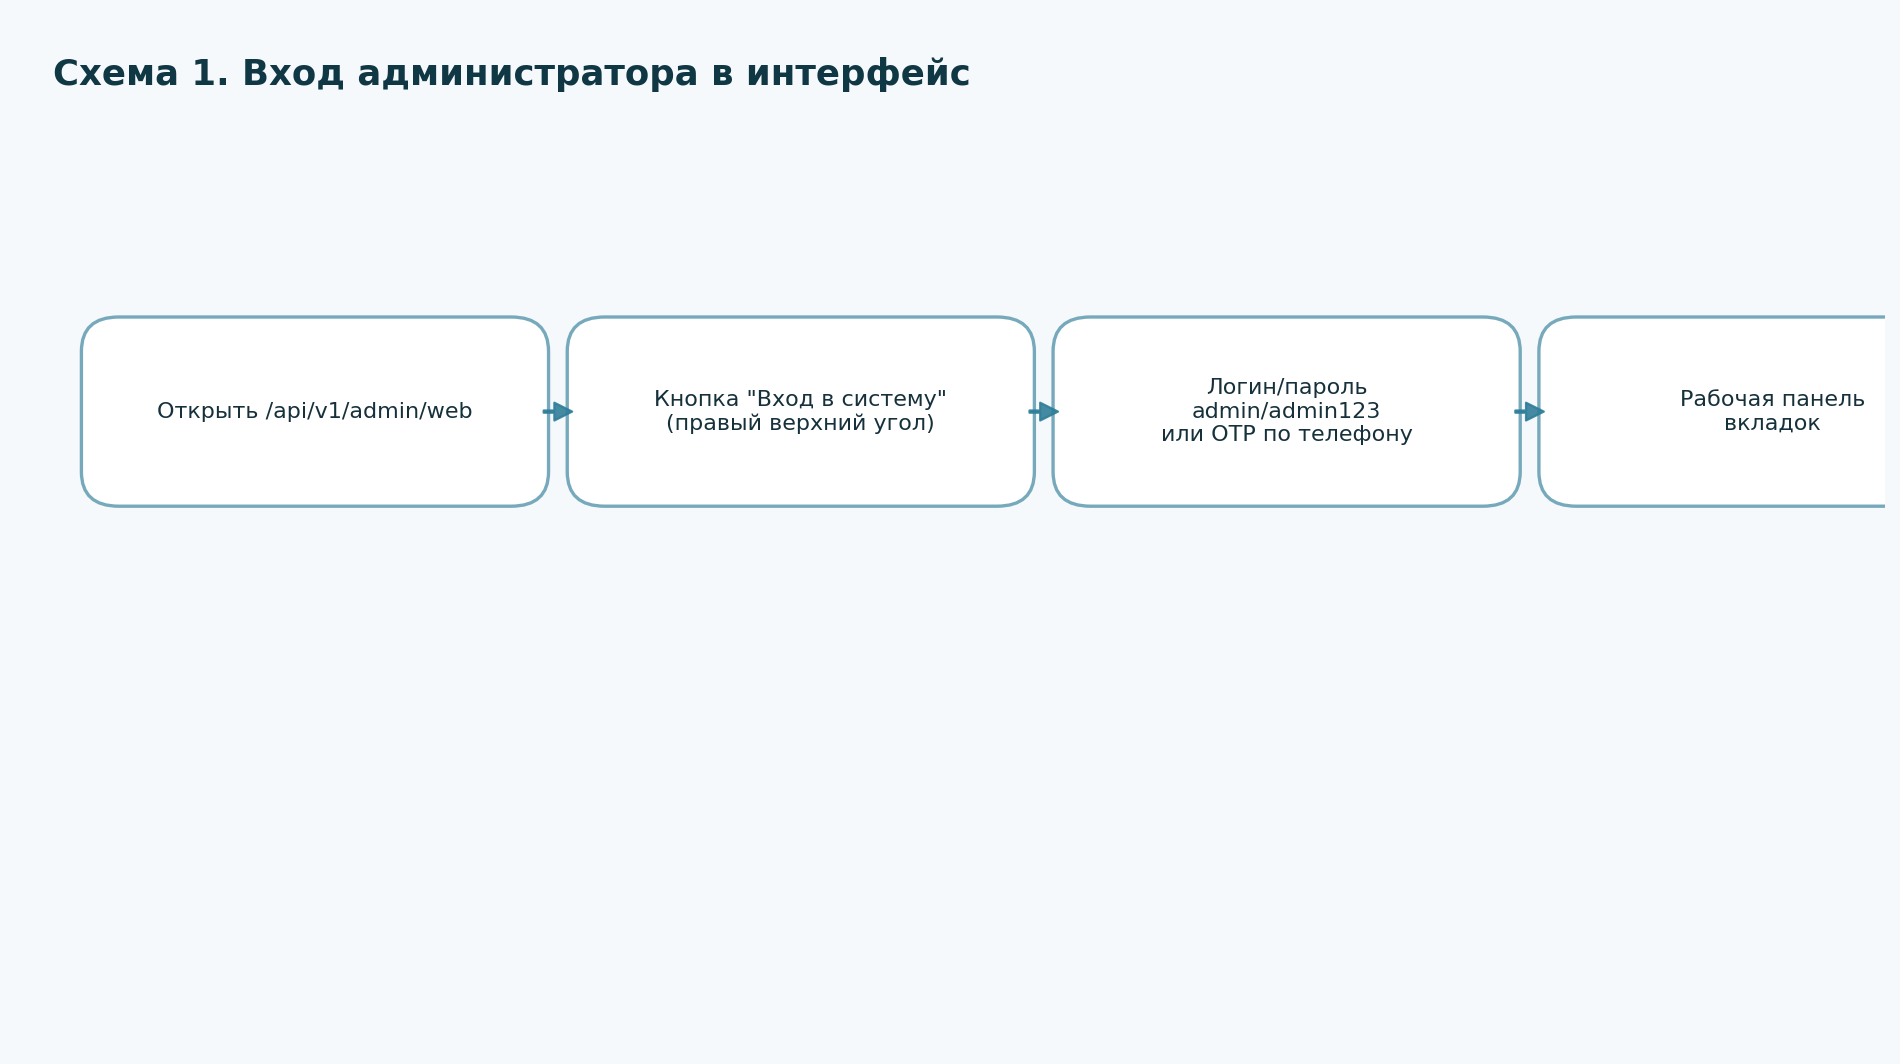 Схема 1. Вход администратора в интерфейс
Открыть /api/v1/admin/web
Кнопка "Вход в систему"
(правый верхний угол)
Логин/пароль
admin/admin123
или OTP по телефону
Рабочая панель
вкладок